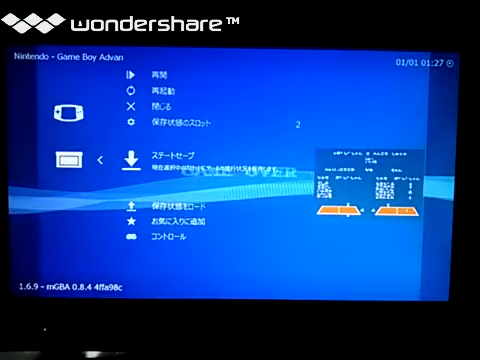 wondershare™
Nintendo - Game Boy Advan
01/01 01:27
再開
再起動
閉じる
保存状態のスロット
2
ステートセーブ
GAME OVER
保存状態をロード
お気に入りに追加
コントロール
1.6.9 - mGBA 0.8.4 4ffa98c